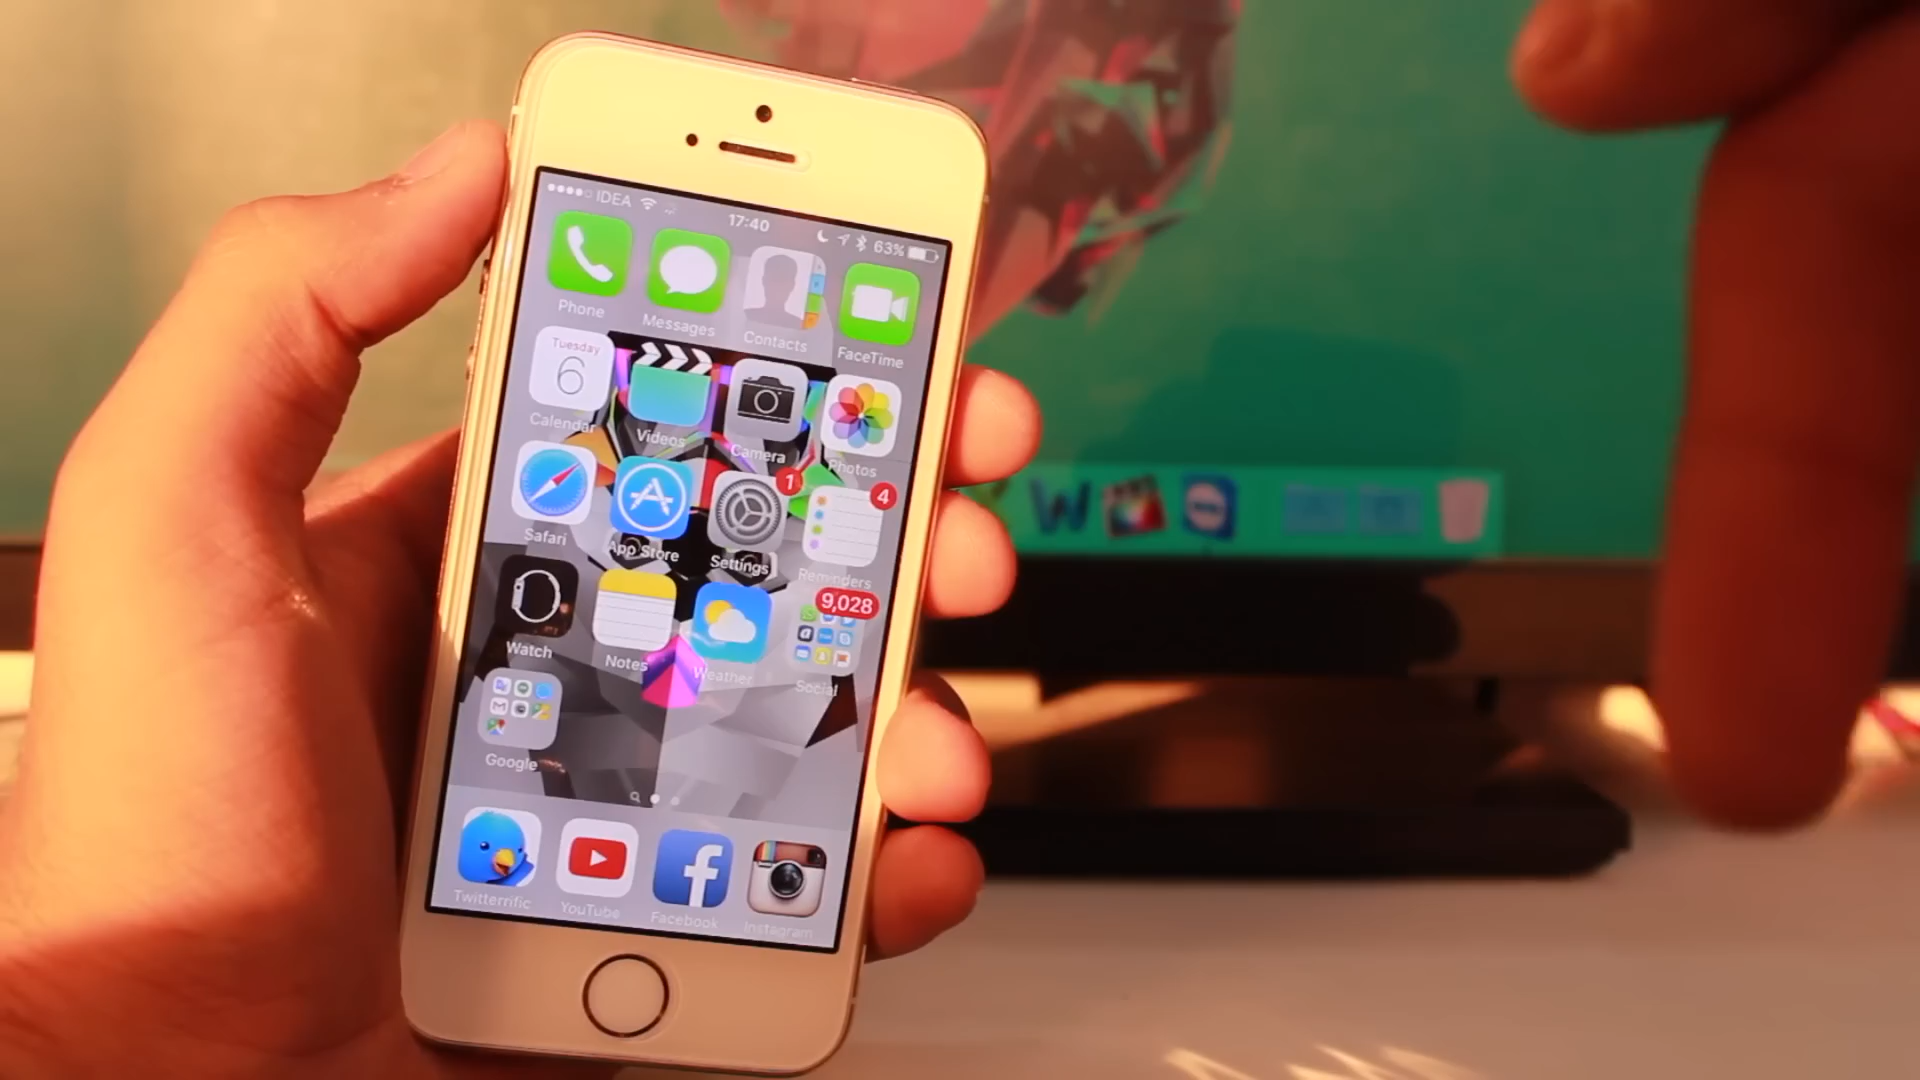 IDEA 17:40 63%
Phone Messages Contacts FaceTime
Tuesday
6
Calendar Videos Camera Photos
1 4
Safari App Store Settings Reminders
9,028
Watch Notes Weather Social
Google
Twitterrific YouTube Facebook Instagram
W